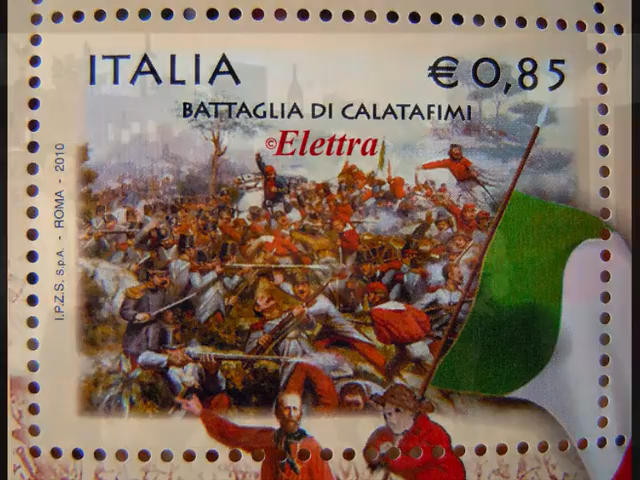 ITALIA
€ 0,85
BATTAGLIA DI CALATAFIMI
©Elettra
I.P.Z.S. S.p.A. - ROMA - 2010